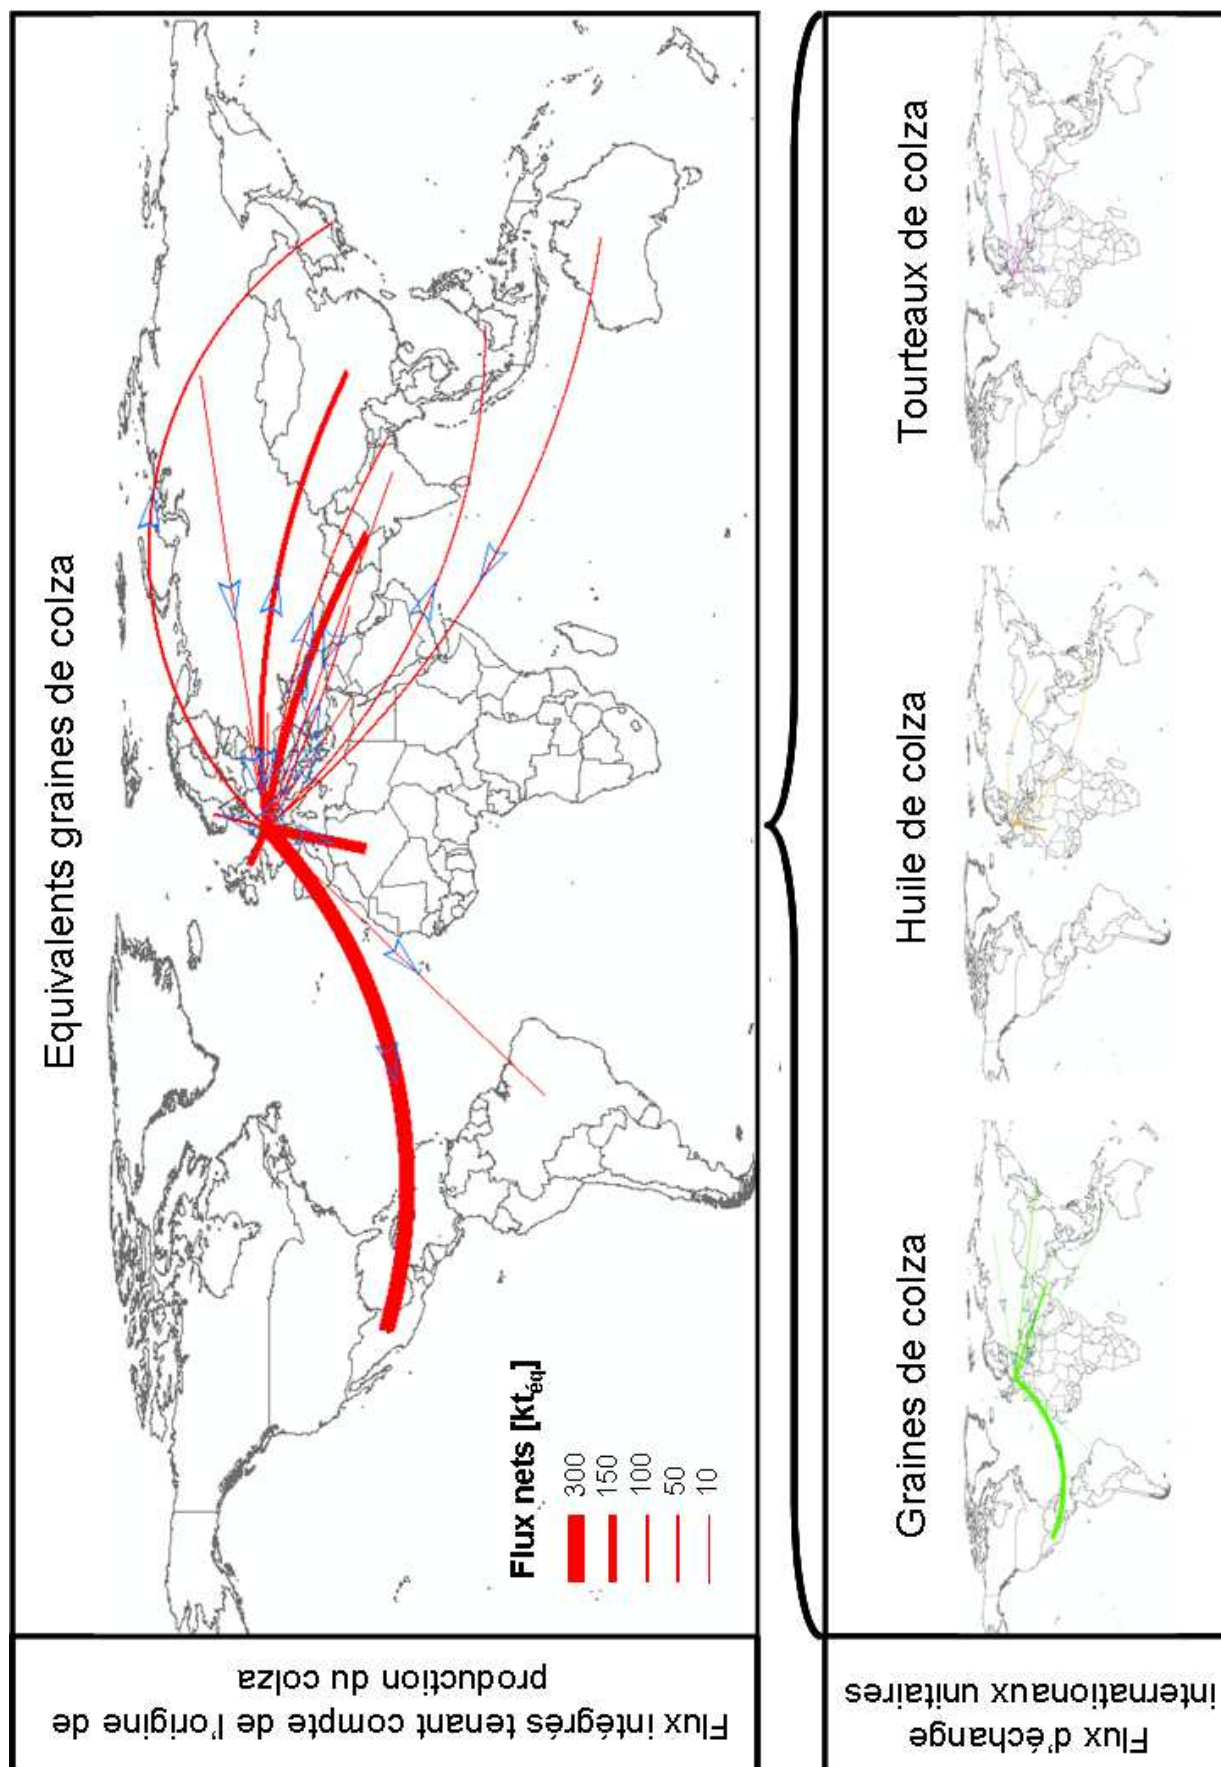 Flux intégrés tenant compte de l'origine de
production du colza
Equivalents graines de colza
Flux nets [kt_éq]
300
150
100
50
10
Flux d'échange
internationaux unitaires
Graines de colza
Huile de colza
Tourteaux de colza